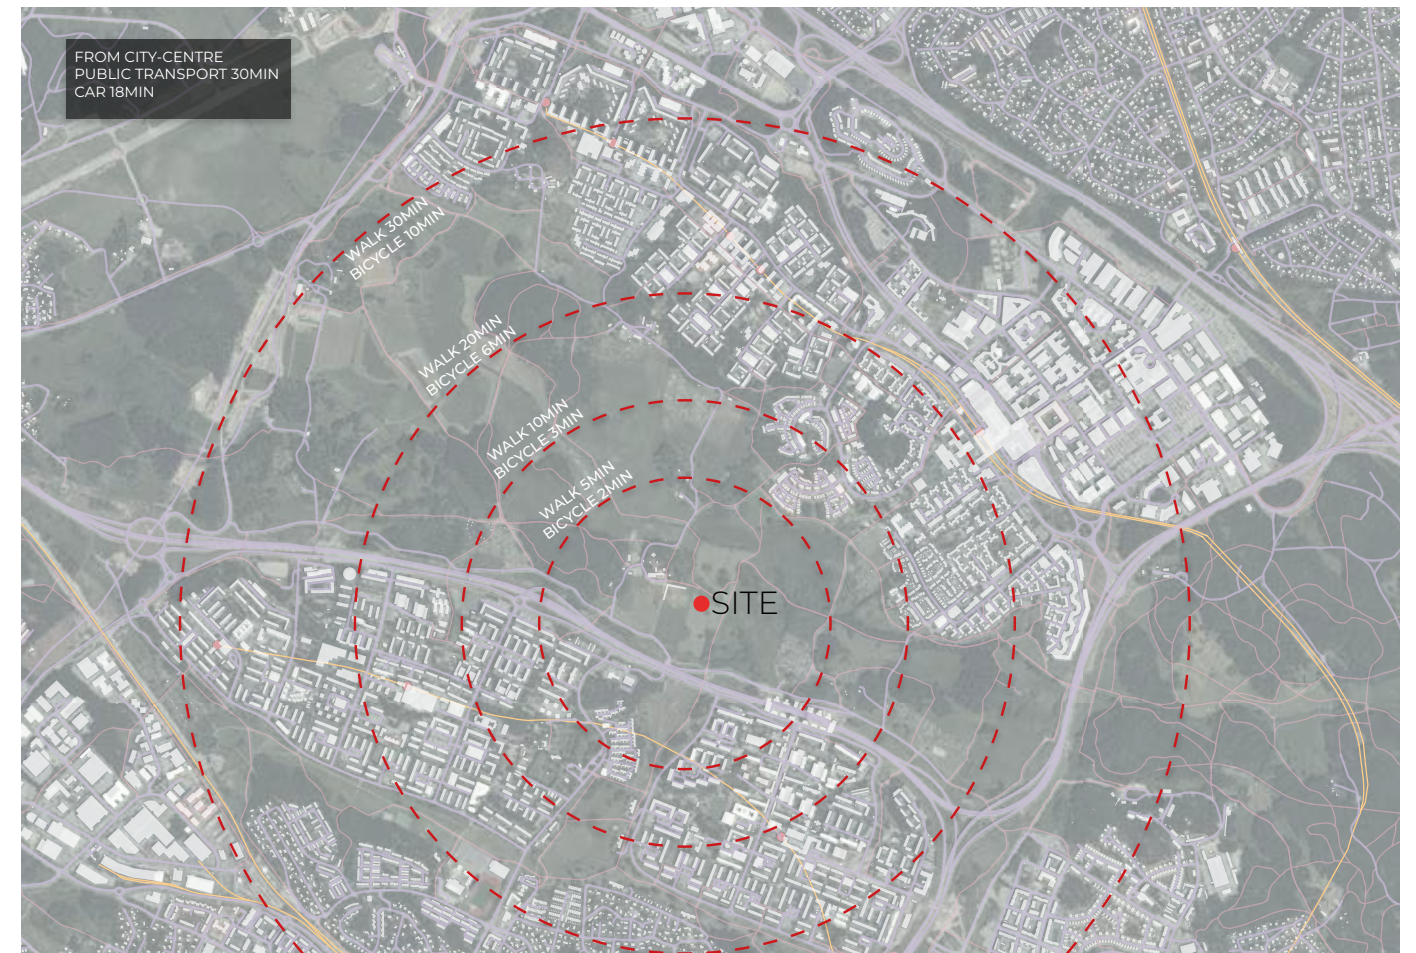 FROM CITY-CENTRE
PUBLIC TRANSPORT 30MIN
CAR 18MIN
WALK 30MIN
BICYCLE 10MIN
WALK 20MIN
BICYCLE 6MIN
WALK 10MIN
BICYCLE 3MIN
WALK 5MIN
BICYCLE 2MIN
SITE